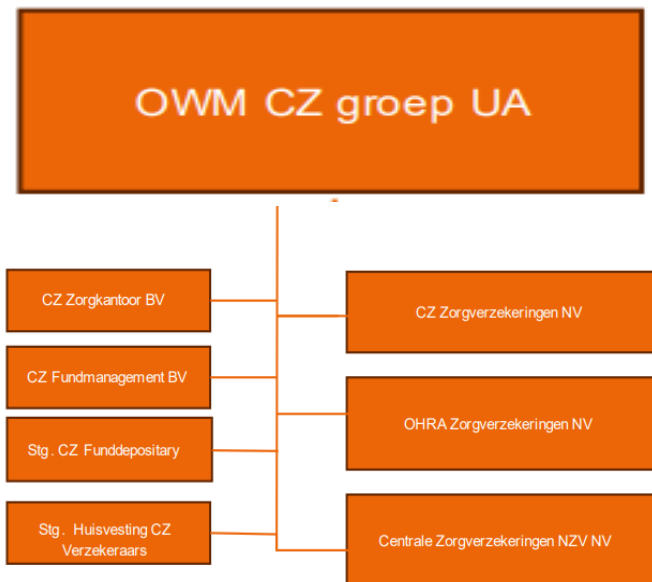 OWM CZ groep UA
CZ Zorgkantoor BV
CZ Fundmanagement BV
Stg. CZ Funddepositary
Stg. Huisvesting CZ
Verzekeraars
CZ Zorgverzekeringen NV
OHRA Zorgverzekeringen NV
Centrale Zorgverzekeringen NZV NV